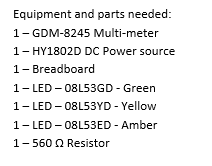 Equipment and parts needed:
1 – GDM-8245 Multi-meter
1 – HY1802D DC Power source
1 – Breadboard
1 – LED – 08L53GD - Green
1 – LED – 08L53YD - Yellow
1 – LED – 08L53ED - Amber
1 – 560 Ω Resistor